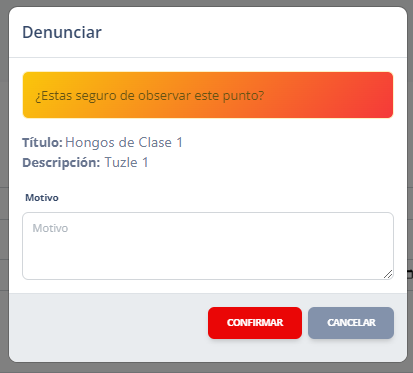 Denunciar
¿Estas seguro de observar este punto?
Título: Hongos de Clase 1
Descripción: Tuzle 1
Motivo
Motivo
CONFIRMAR
CANCELAR